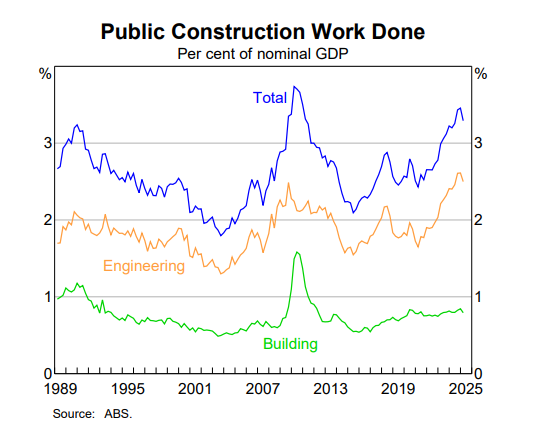 Public Construction Work Done
Per cent of nominal GDP
% %
Total
3 3
2 2
Engineering
1 1
Building
0 0
1989 1995 2001 2007 2013 2019 2025
Source: ABS.